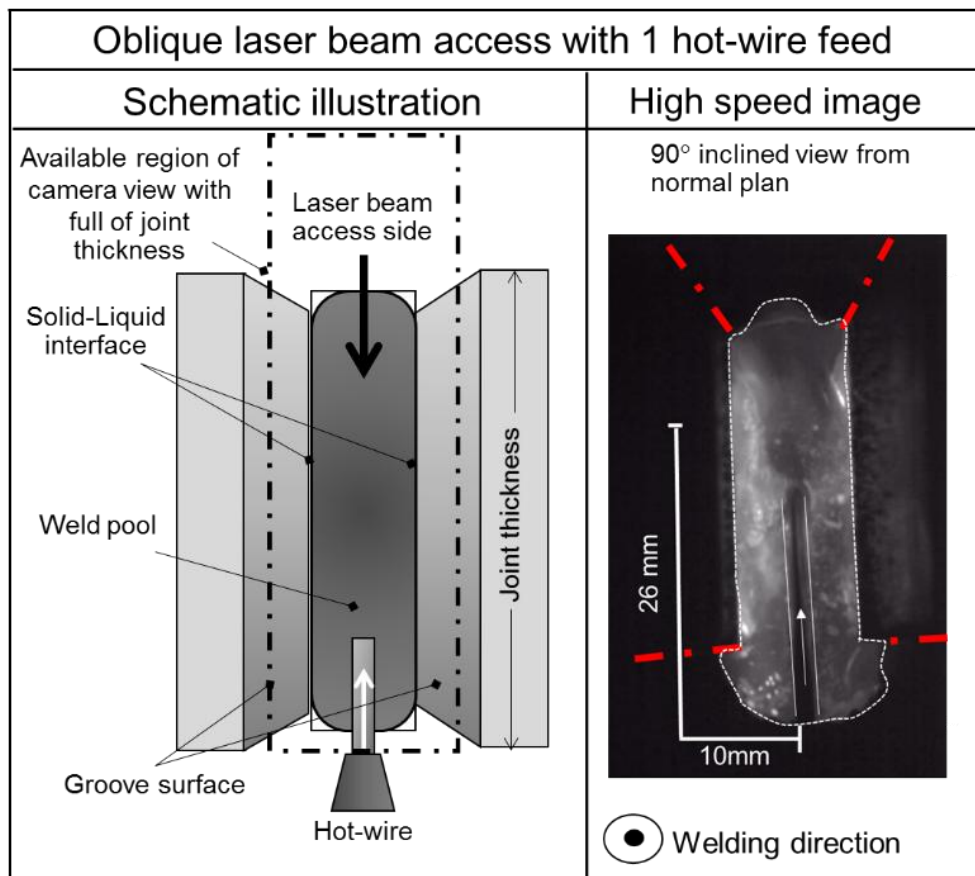 Oblique laser beam access with 1 hot-wire feed
Schematic illustration
High speed image
Available region of
camera view with
full of joint
thickness
Laser beam
access side
Solid-Liquid
interface
Weld pool
Joint thickness
Groove surface
Hot-wire
90° inclined view from
normal plan
26 mm
10mm
Welding direction